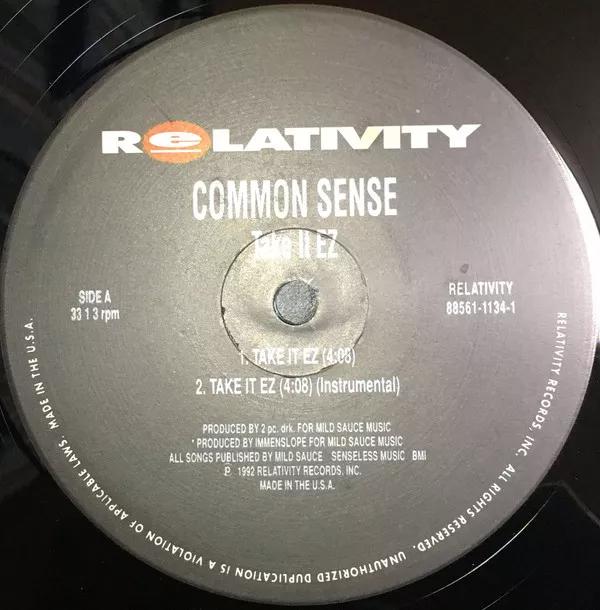 RELATIVITY
COMMON SENSE
Take It EZ
SIDE A
33 1 3 rpm
RELATIVITY
88561-1134-1
1. TAKE IT EZ (4:08)
2. TAKE IT EZ (4:08) (Instrumental)
PRODUCED BY 2 pc. drk. FOR MILD SAUCE MUSIC
* PRODUCED BY IMMENSLOPE FOR MILD SAUCE MUSIC
ALL SONGS PUBLISHED BY MILD SAUCE SENSELESS MUSIC BMI
℗ 1992 RELATIVITY RECORDS, INC.
MADE IN THE U.S.A.
RELATIVITY RECORDS, INC. ALL RIGHTS RESERVED. UNAUTHORIZED DUPLICATION IS A VIOLATION OF APPLICABLE LAWS. MADE IN THE U.S.A.